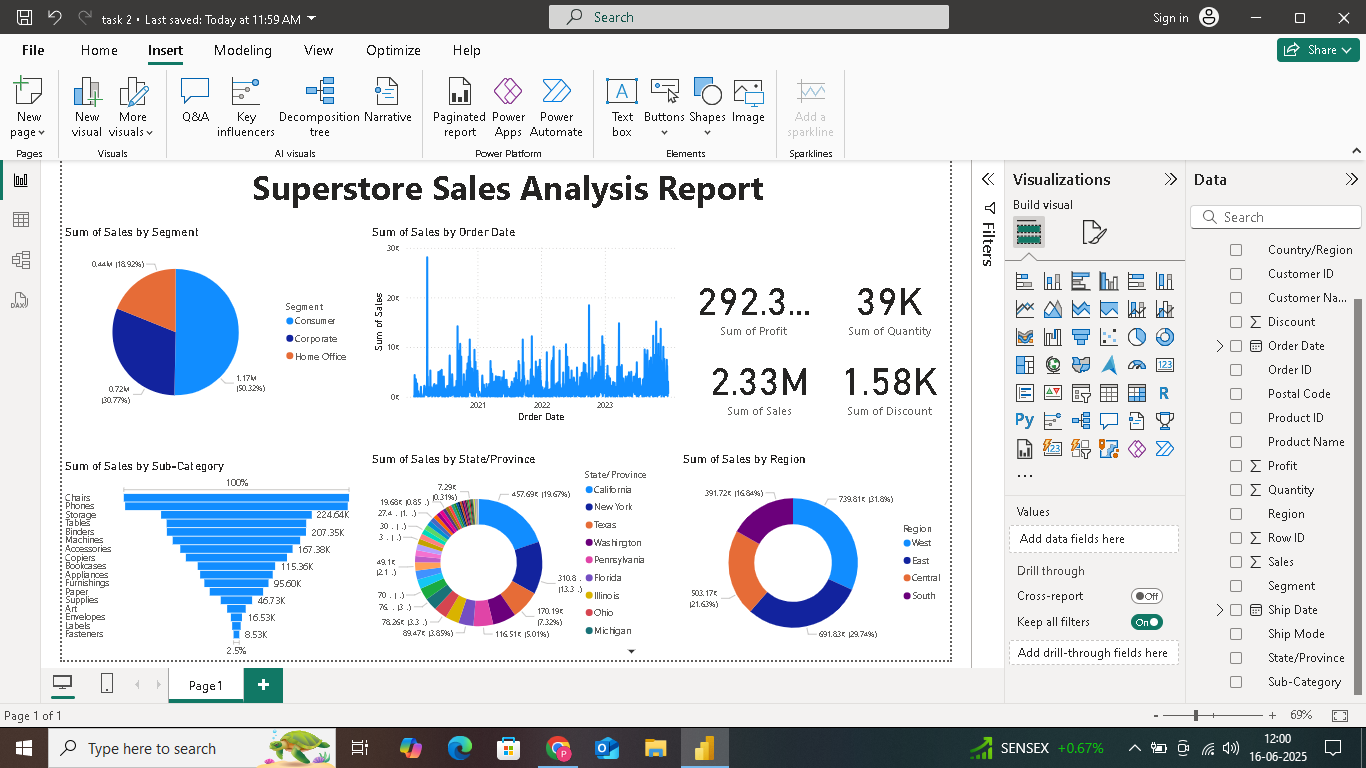 task 2 • Last saved: Today at 11:59 AM
Search
Sign in
File Home Insert Modeling View Optimize Help
Share
New page
New visual
More visuals
Q&A
Key influencers
Decomposition tree
Narrative
Paginated report
Power Apps
Power Automate
Text box
Buttons
Shapes
Image
Add a sparkline
Pages
Visuals
AI visuals
Power Platform
Elements
Sparklines
Superstore Sales Analysis Report
Sum of Sales by Segment
0.44M (18.92%)
0.72M
(30.77%)
1.17M
(50.32%)
Segment
Consumer
Corporate
Home Office
Sum of Sales by Order Date
Sum of Sales
30K
20K
10K
0K
2021
2022
2023
Order Date
292.3...
Sum of Profit
39K
Sum of Quantity
2.33M
Sum of Sales
1.58K
Sum of Discount
Sum of Sales by Sub-Category
100%
Chairs
Phones
Storage 224.64K
Tables
Binders 207.35K
Machines
Accessories 167.38K
Copiers
Bookcases 115.36K
Appliances
Furnishings 95.60K
Paper
Supplies 46.73K
Art
Envelopes 16.53K
Labels
Fasteners 8.53K
2.5%
Sum of Sales by State/Province
7.29K
(0.31%)
457.69K (19.67%)
19.68K (0.85...)
27.4... (1...)
30... (...)
3... (...)
49.1K
(2.1...)
70... (...)
76... (3...)
78.26K (3.3...)
89.47K (3.85%)
116.51K (5.01%)
170.19K
(7.32%)
310.8...
(13.3...)
State/Province
California
New York
Texas
Washington
Pennsylvania
Florida
Illinois
Ohio
Michigan
Sum of Sales by Region
391.72K (16.84%)
739.81K (31.8%)
503.17K
(21.63%)
691.83K (29.74%)
Region
West
East
Central
South
Filters
Visualizations
Build visual
123
R
Py
...
Values
Add data fields here
Drill through
Cross-report Off
Keep all filters On
Add drill-through fields here
Data
Search
Country/Region
Customer ID
Customer Na...
Discount
Order Date
Order ID
Postal Code
Product ID
Product Name
Profit
Quantity
Region
Row ID
Sales
Segment
Ship Date
Ship Mode
State/Province
Sub-Category
DAX
Page 1
+
Page 1 of 1
- + 69%
Type here to search
SENSEX +0.67%
12:00
16-06-2025